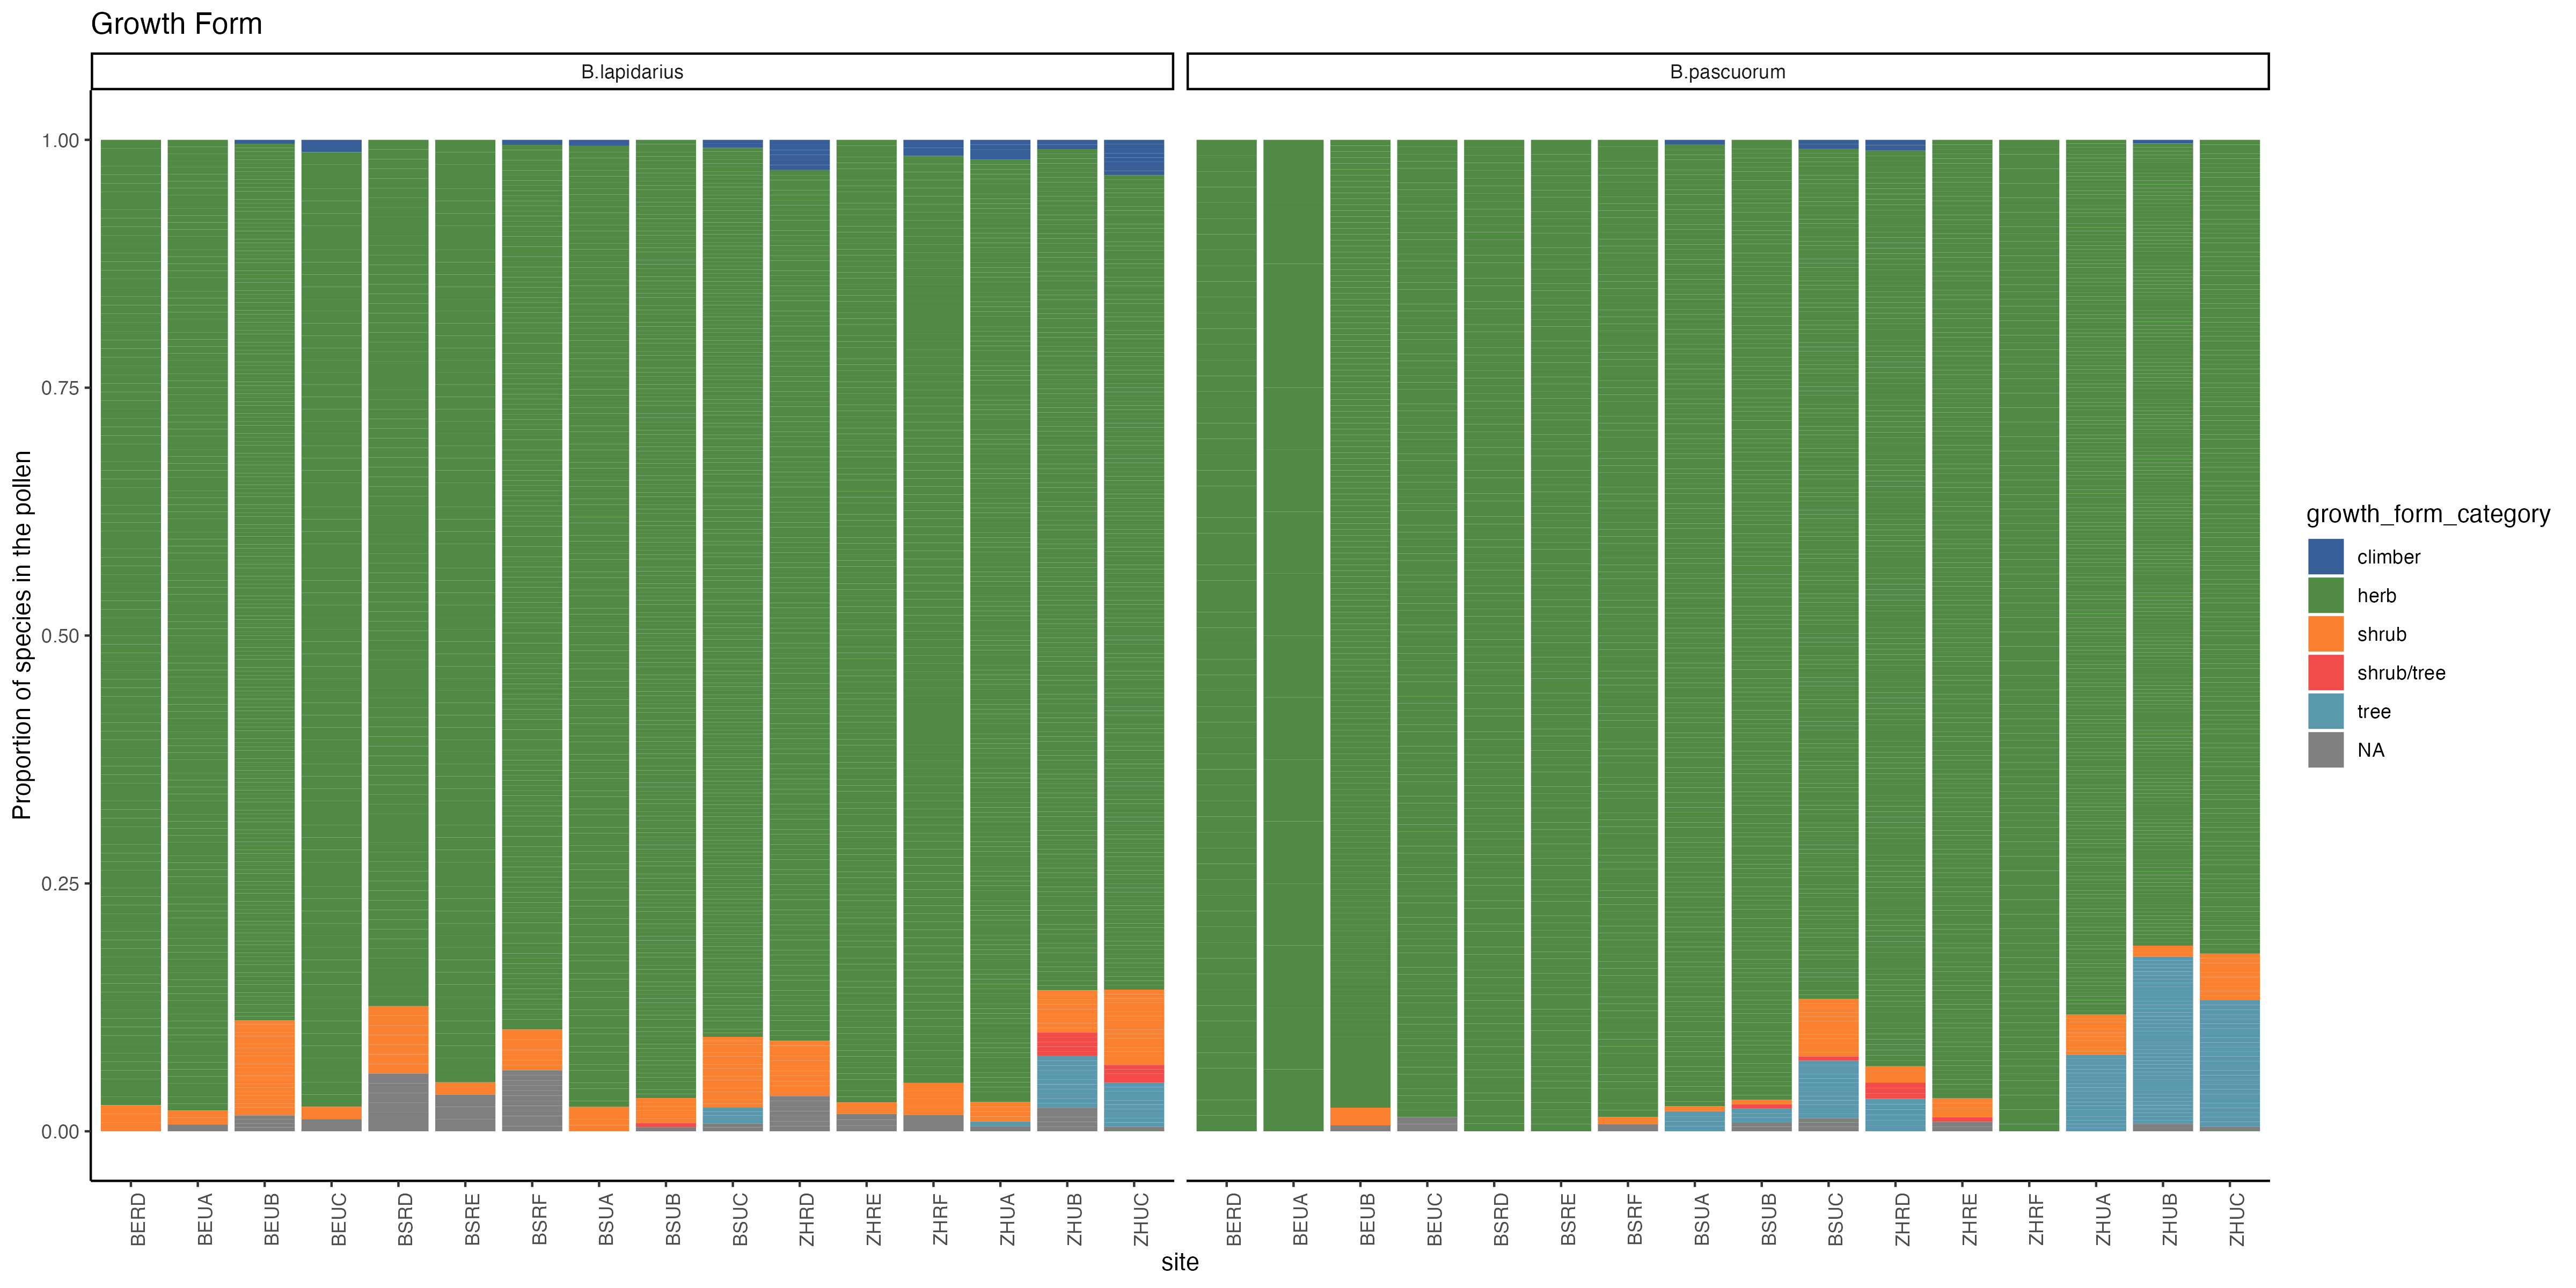 Growth Form
B.lapidarius
B.pascuorum
Proportion of species in the pollen
1.00
0.75
0.50
0.25
0.00
BERD BEUA BEUB BEUC BSRD BSRE BSRF BSUA BSUB BSUC ZHRD ZHRE ZHRF ZHUA ZHUB ZHUC
BERD BEUA BEUB BEUC BSRD BSRE BSRF BSUA BSUB BSUC ZHRD ZHRE ZHRF ZHUA ZHUB ZHUC
site
growth_form_category
climber
herb
shrub
shrub/tree
tree
NA